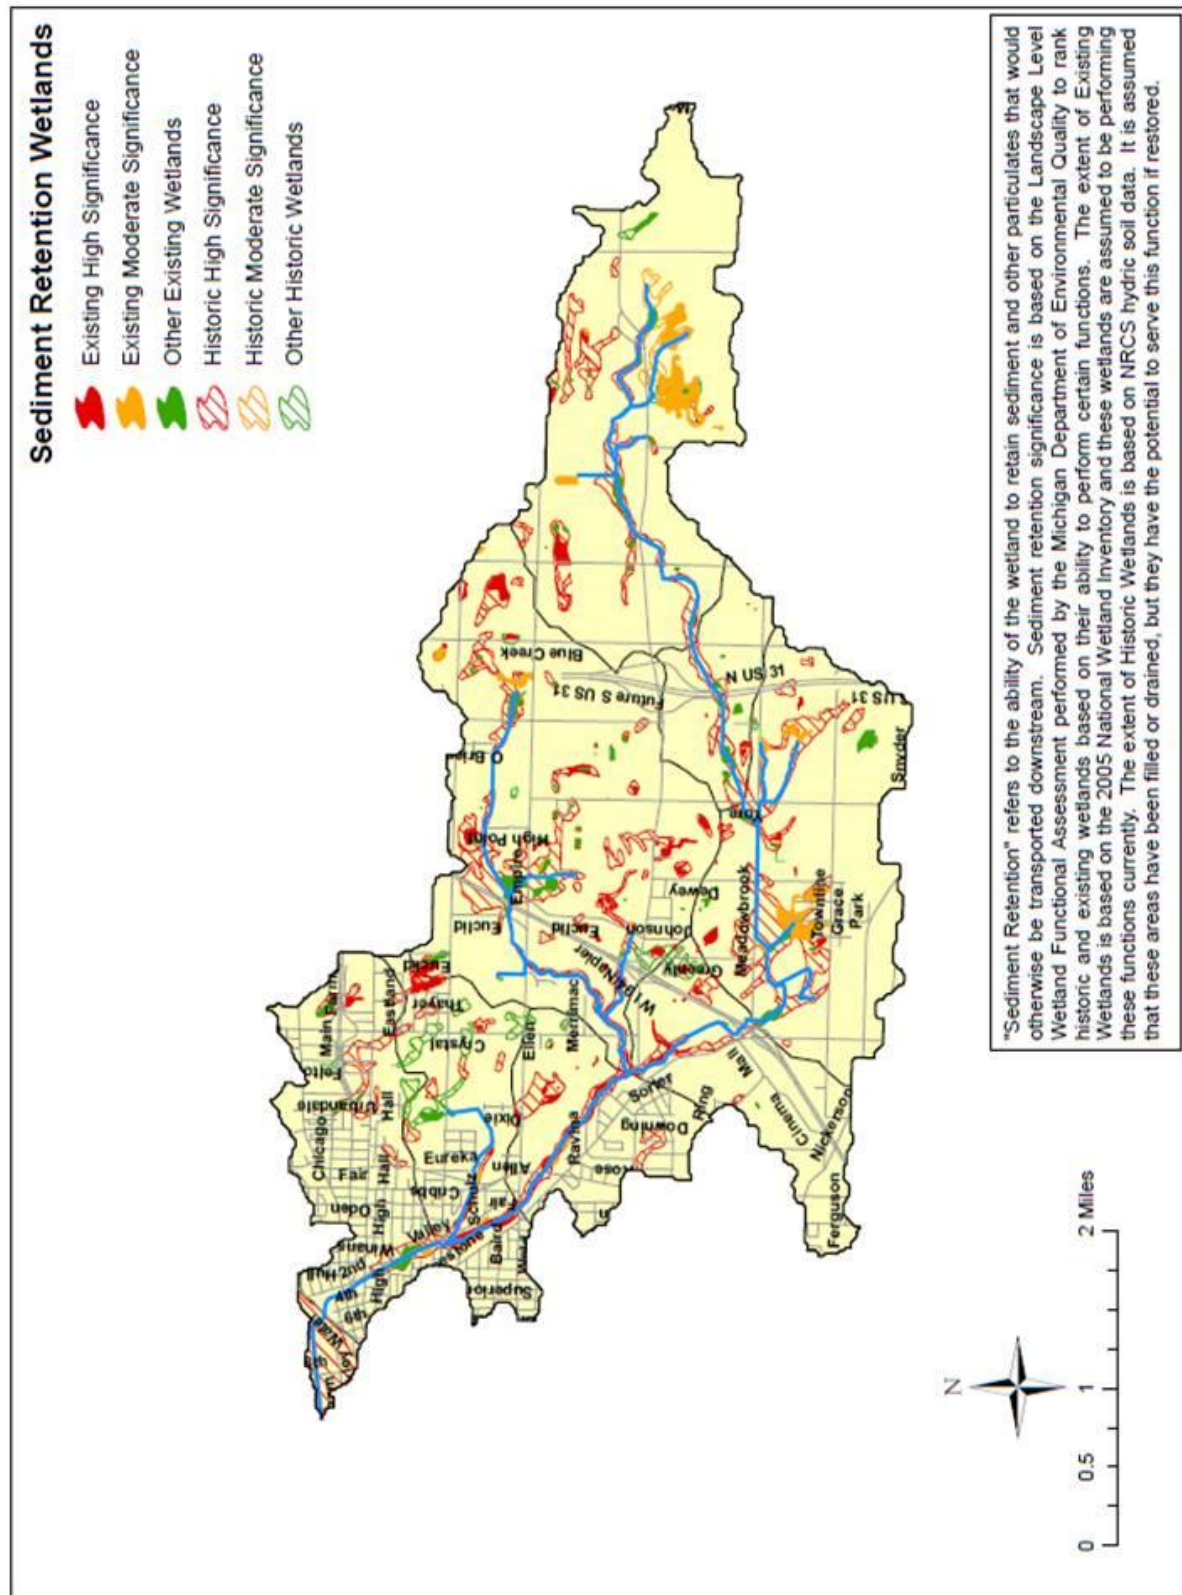 Sediment Retention Wetlands
Existing High Significance
Existing Moderate Significance
Other Existing Wetlands
Historic High Significance
Historic Moderate Significance
Other Historic Wetlands
Main
Farm
Felto
Urbandale
Chicago
Fair
Oden
Hall
Hall
High
Winans
Hull
2nd
4th
6th
High
Valley
Eastland
Euclid
Thayer
Crystal
Eureka
Cribbs
Schulz
Dixie
Allen
Fair
Baird
Superior
Ellen
Merrimac
Ravina
Sorter
Downing
Ring
Mall
Cinema
Nickerson
Ferguson
Euclid
Euclid
Empire
High Point
O Brien
Blue Creek
Future S US 31
N US 31
Napier
Johnson
Greenly
Dewey
Meadowbrook
Yore
Townline
Grace
Park
Snyder
N
0 0.5 1 2 Miles
"Sediment Retention" refers to the ability of the wetland to retain sediment and other particulates that would
otherwise be transported downstream. Sediment retention significance is based on the Landscape Level
Wetland Functional Assessment performed by the Michigan Department of Environmental Quality to rank
historic and existing wetlands based on their ability to perform certain functions. The extent of Existing
Wetlands is based on the 2005 National Wetland Inventory and these wetlands are assumed to be performing
these functions currently. The extent of Historic Wetlands is based on NRCS hydric soil data. It is assumed
that these areas have been filled or drained, but they have the potential to serve this function if restored.